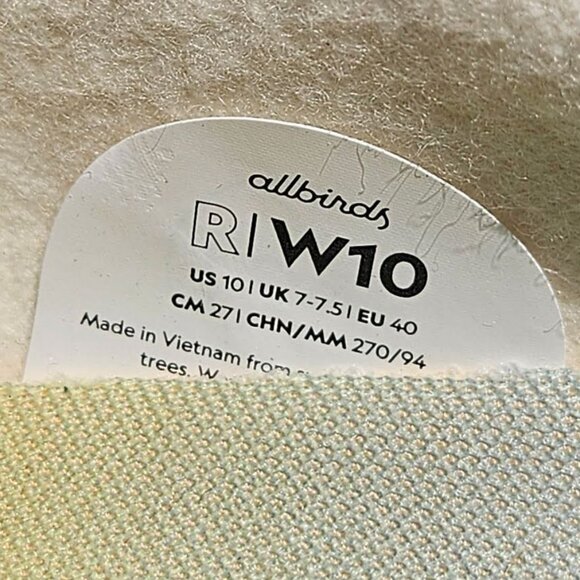 allbirds
R | W10
US 10 | UK 7-7.5 | EU 40
CM 27 | CHN/MM 270/94
Made in Vietnam from
trees. W